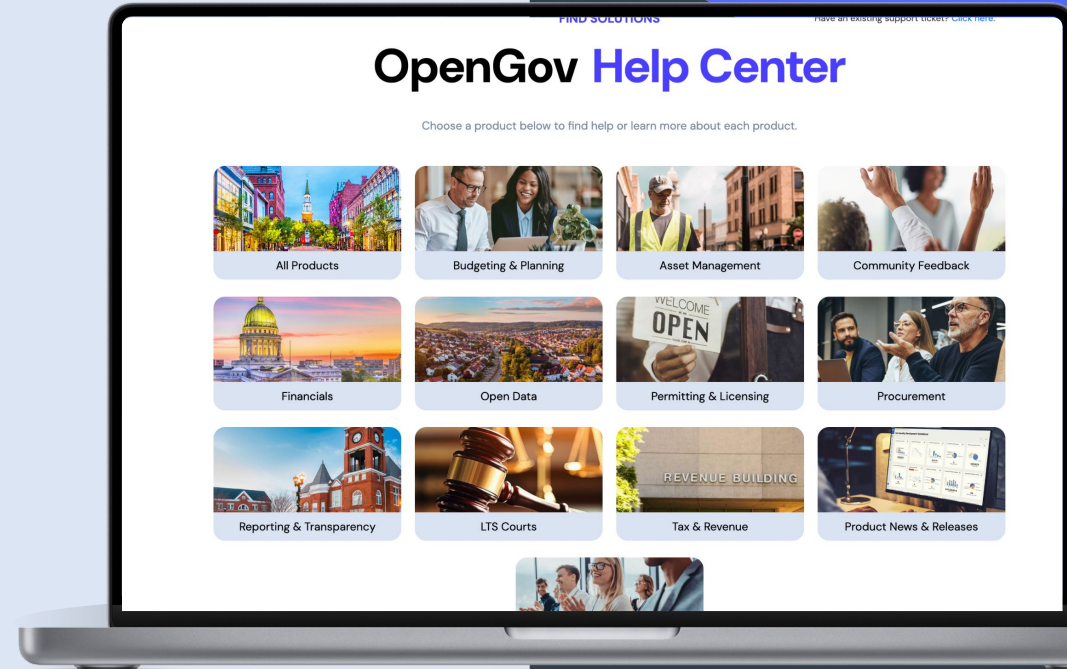 FIND SOLUTIONS
Have an existing support ticket? Click here.
OpenGov Help Center
Choose a product below to find help or learn more about each product.
All Products
Budgeting & Planning
Asset Management
Community Feedback
WELCOME
OPEN
Financials
Open Data
Permitting & Licensing
Procurement
REVENUE BUILDING
Reporting & Transparency
LTS Courts
Tax & Revenue
Product News & Releases